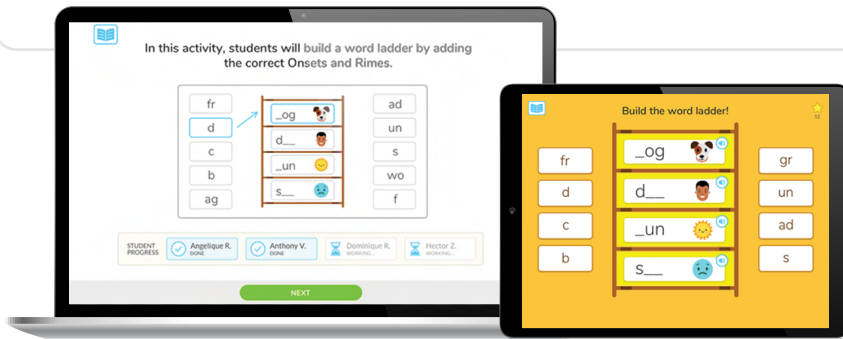 In this activity, students will build a word ladder by adding
the correct Onsets and Rimes.
fr
d
c
b
ag
_og
d__
_un
s__
ad
un
s
wo
f
STUDENT
PROGRESS
Angelique R.
DONE
Anthony V.
DONE
Dominique R.
WORKING...
Hector Z.
WORKING...
NEXT
Build the word ladder!
12
fr
d
c
b
_og
d__
_un
s__
gr
un
ad
s